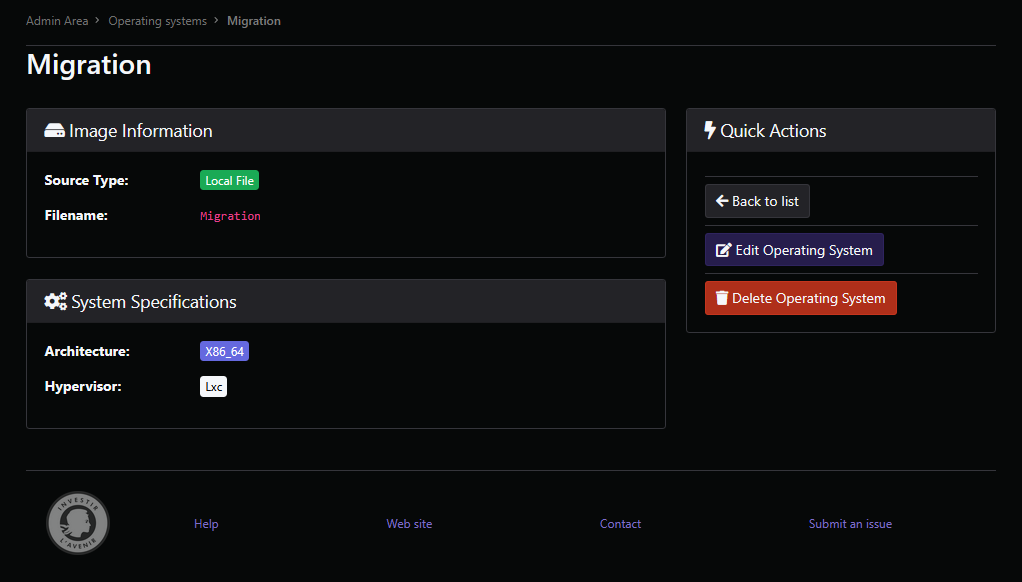 Admin Area > Operating systems > Migration
Migration
Image Information
Source Type: Local File
Filename: Migration
System Specifications
Architecture: X86_64
Hypervisor: Lxc
Quick Actions
Back to list
Edit Operating System
Delete Operating System
INVESTIR
L'AVENIR
Help
Web site
Contact
Submit an issue